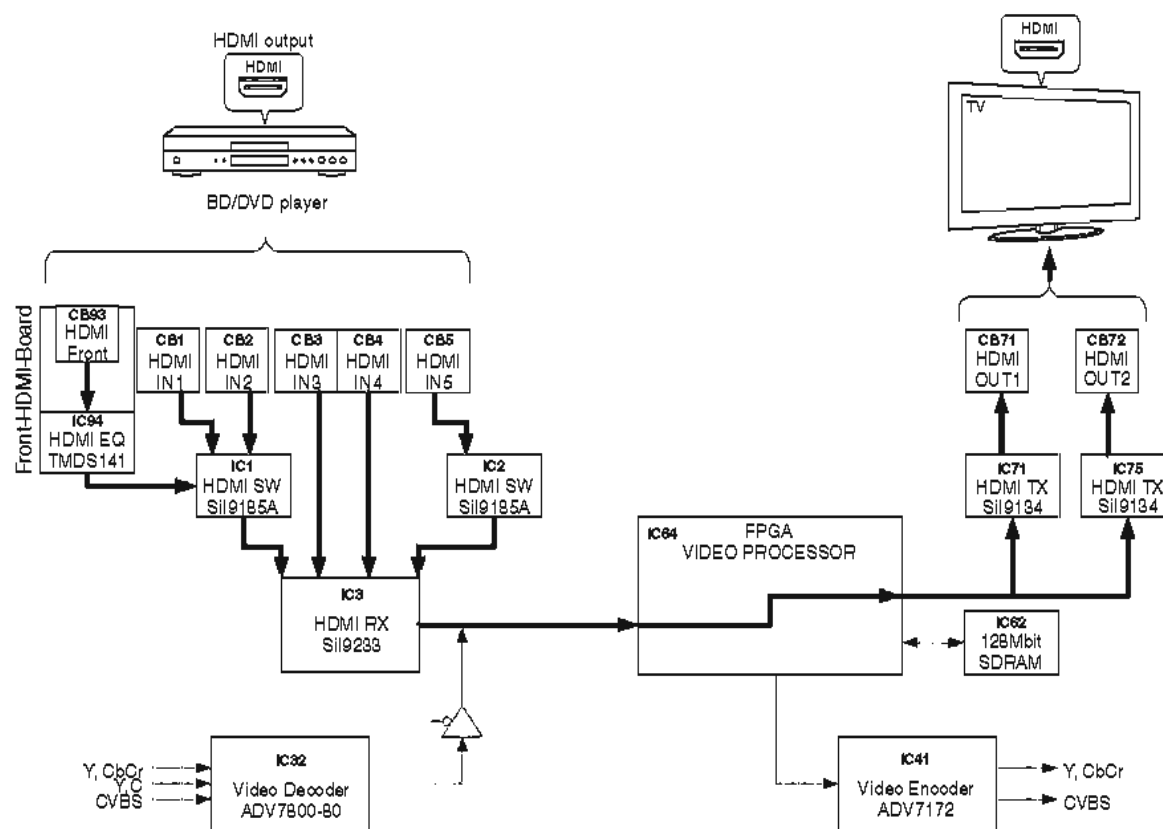 HDMI output
HDMI
BD/DVD player
HDMI
TV
Front-HDMI-Board
CB93
HDMI
Front
CB1
HDMI
IN1
CB2
HDMI
IN2
CB3
HDMI
IN3
CB4
HDMI
IN4
CB5
HDMI
IN5
CB71
HDMI
OUT1
CB72
HDMI
OUT2
IC94
HDMI EQ
TMDS141
IC1
HDMI SW
SiI9185A
IC2
HDMI SW
SiI9185A
IC71
HDMI TX
SiI9134
IC75
HDMI TX
SiI9134
IC64
FPGA
VIDEO PROCESSOR
IC3
HDMI RX
SiI9233
IC62
128Mbit
SDRAM
Y, CbCr
Y,C
CVBS
IC32
Video Decoder
ADV7800-80
IC41
Video Encoder
ADV7172
Y, CbCr
CVBS